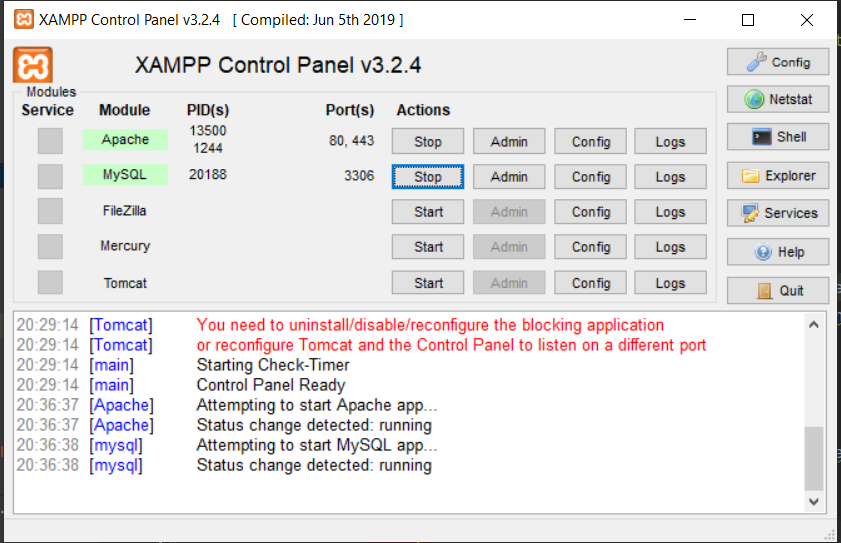 XAMPP Control Panel v3.2.4 [ Compiled: Jun 5th 2019 ]
XAMPP Control Panel v3.2.4
Config
Modules
Service Module PID(s) Port(s) Actions
Netstat
Apache 13500 1244 80, 443 Stop Admin Config Logs
Shell
MySQL 20188 3306 Stop Admin Config Logs
Explorer
FileZilla Start Admin Config Logs
Services
Mercury Start Admin Config Logs
Help
Tomcat Start Admin Config Logs
Quit
20:29:14 [Tomcat] You need to uninstall/disable/reconfigure the blocking application
20:29:14 [Tomcat] or reconfigure Tomcat and the Control Panel to listen on a different port
20:29:14 [main] Starting Check-Timer
20:29:14 [main] Control Panel Ready
20:36:37 [Apache] Attempting to start Apache app...
20:36:37 [Apache] Status change detected: running
20:36:38 [mysql] Attempting to start MySQL app...
20:36:38 [mysql] Status change detected: running